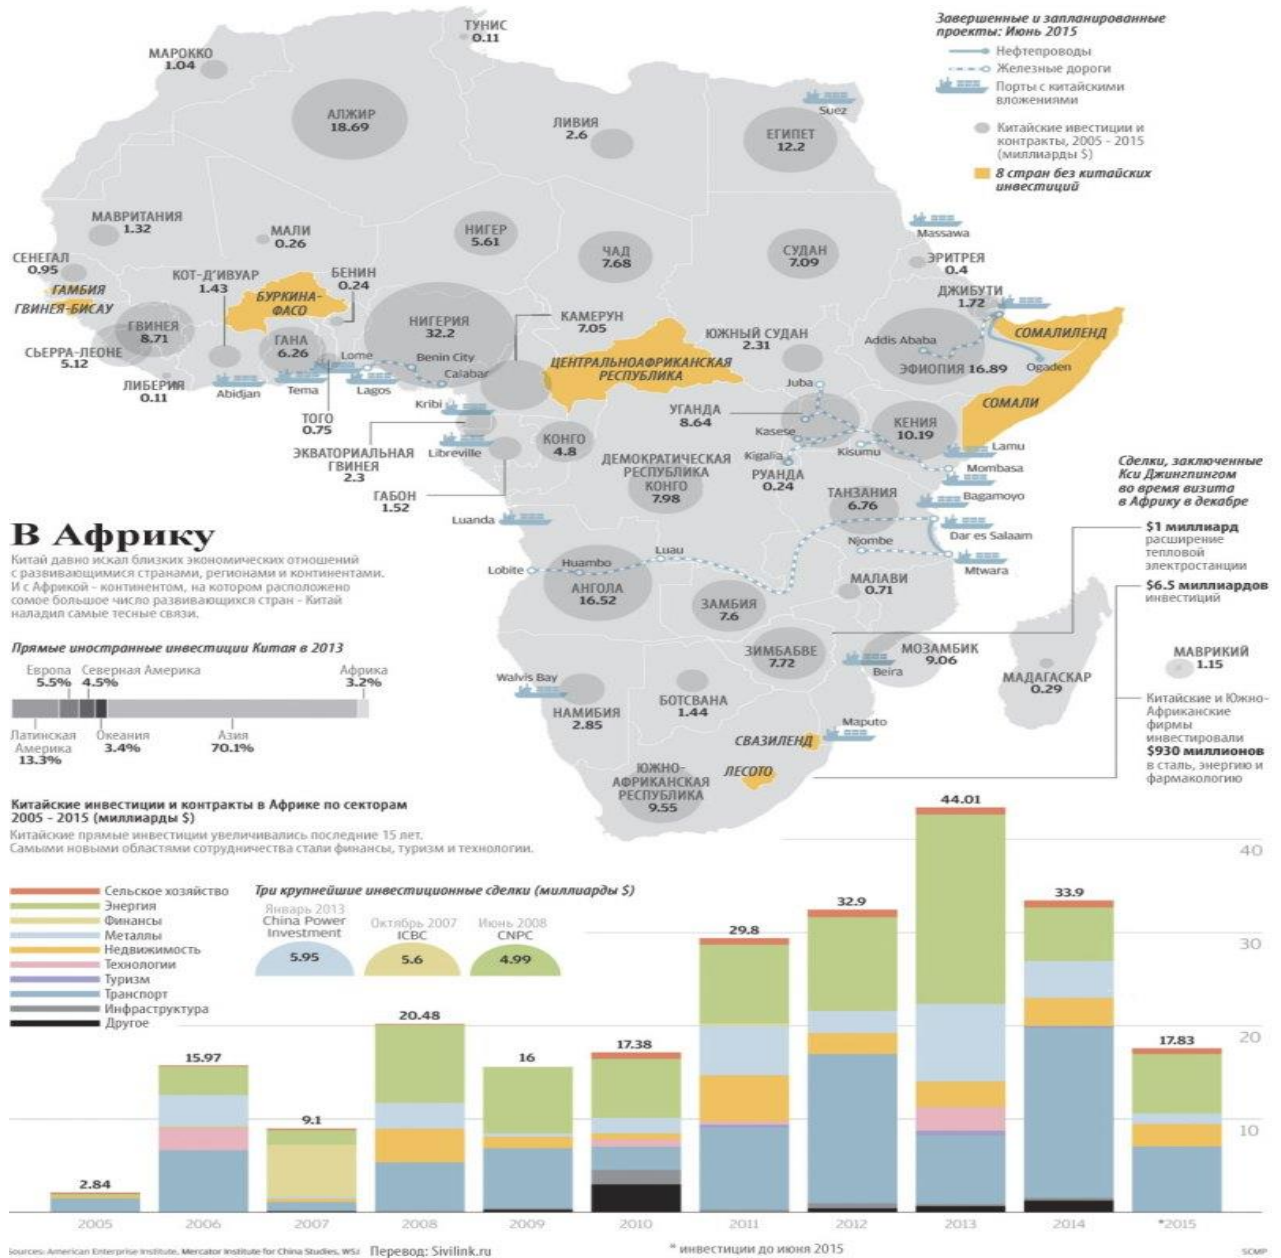 ТУНИС
0.11
МАРОККО
1.04
АЛЖИР
18.69
ЛИВИЯ
2.6
ЕГИПЕТ
12.2
Suez
Завершенные и запланированные
проекты: Июнь 2015
Нефтепроводы
Железные дороги
Порты с китайскими
вложениями
Китайские ивестиции и
контракты, 2005 - 2015
(миллиарды $)
8 стран без китайских
инвестиций
МАВРИТАНИЯ
1.32
МАЛИ
0.26
НИГЕР
5.61
ЧАД
7.68
СУДАН
7.09
Massawa
ЭРИТРЕЯ
0.4
СЕНЕГАЛ
0.95
ГАМБИЯ
ГВИНЕЯ-БИСАУ
КОТ-Д'ИВУАР
1.43
БУРКИНА-
ФАСО
БЕНИН
0.24
ДЖИБУТИ
1.72
ГВИНЕЯ
8.71
СЬЕРРА-ЛЕОНЕ
5.12
ЛИБЕРИЯ
0.11
ГАНА
6.26
НИГЕРИЯ
32.2
КАМЕРУН
7.05
ЮЖНЫЙ СУДАН
2.31
Addis Ababa
СОМАЛИЛЕНД
ЭФИОПИЯ 16.89
Ogaden
СОМАЛИ
Lome
Benin City
Calabar
Abidjan
Tema
Lagos
Kribi
ЦЕНТРАЛЬНОАФРИКАНСКАЯ
РЕСПУБЛИКА
Juba
ТОГО
0.75
УГАНДА
8.64
КЕНИЯ
10.19
Kasese
Kisumu
Kigalia
РУАНДА
0.24
Lamu
Mombasa
ЭКВАТОРИАЛЬНАЯ
ГВИНЕЯ
2.3
Libreville
КОНГО
4.8
ДЕМОКРАТИЧЕСКАЯ
РЕСПУБЛИКА
КОНГО
7.98
ГАБОН
1.52
ТАНЗАНИЯ
6.76
Bagamoyo
Dar es Salaam
Mtwara
Njombe
Luanda
Luau
Lobite
Huambo
АНГОЛА
16.52
ЗАМБИЯ
7.6
МАЛАВИ
0.71
ЗИМБАБВЕ
7.72
МОЗАМБИК
9.06
Beira
МАДАГАСКАР
0.29
МАВРИКИЙ
1.15
Walvis Bay
НАМИБИЯ
2.85
БОТСВАНА
1.44
СВАЗИЛЕНД
Maputo
ЛЕСОТО
ЮЖНО-
АФРИКАНСКАЯ
РЕСПУБЛИКА
9.55
Сделки, заключенные
Кси Джингпингом
во время визита
в Африку в декабре
$1 миллиард
расширение
тепловой
электростанции
$6.5 миллиардов
инвестиций
Китайские и Южно-
Африканские
фирмы
инвестировали
$930 миллионов
в сталь, энергию и
фармакологию
В Африку
Китай давно искал близких экономических отношений
с развивающимися странами, регионами и континентами.
И с Африкой - континентом, на котором расположено
сомое большое число развивающихся стран - Китай
наладил самые тесные связи.
Прямые иностранные инвестиции Китая в 2013
Европа
5.5%
Северная Америка
4.5%
Африка
3.2%
Латинская
Америка
13.3%
Океания
3.4%
Азия
70.1%
Китайские инвестиции и контракты в Африке по секторам
2005 - 2015 (миллиарды $)
Китайские прямые инвестиции увеличивались последние 15 лет.
Самыми новыми областями сотрудничества стали финансы, туризм и технологии.
Сельское хозяйство
Энергия
Финансы
Металлы
Недвижимость
Технологии
Туризм
Транспорт
Инфраструктура
Другое
Три крупнейшие инвестиционные сделки (миллиарды $)
Январь 2013
China Power
Investment
5.95
Октябрь 2007
ICBC
5.6
Июнь 2008
CNPC
4.99
40
30
20
10
2.84
15.97
9.1
20.48
16
17.38
29.8
32.9
44.01
33.9
17.83
2005
2006
2007
2008
2009
2010
2011
2012
2013
2014
*2015
Sources: American Enterprise Institute, Mercator Institute for China Studies, WSJ
Перевод: Sivilink.ru
* инвестиции до июня 2015
SCMP